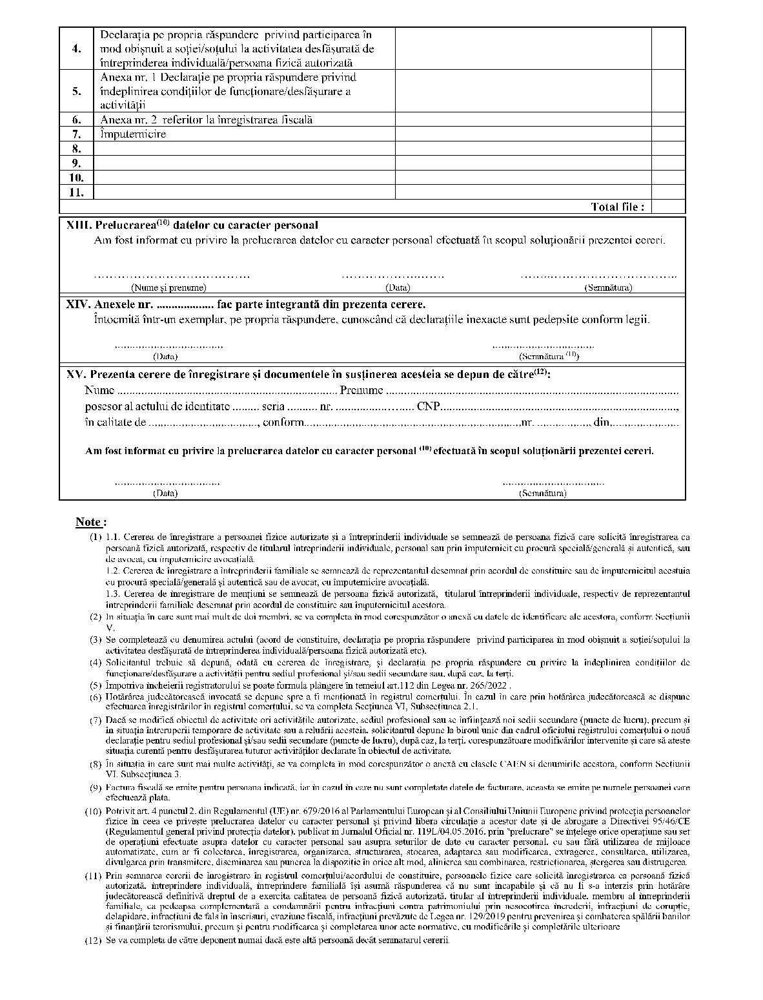 Declarația pe propria răspundere  privind participarea în
4. mod obișnuit a soției/soțului la activitatea desfășurată de
întreprinderea individuală/persoana fizică autorizată
Anexa nr. 1 Declarație pe propria răspundere privind
5. îndeplinirea condițiilor de funcționare/desfășurare a
activității
6. Anexa nr. 2  referitor la înregistrarea fiscală
7. Împuternicire
8.
9.
10.
11.
Total file :
XIII. Prelucrarea(10) datelor cu caracter personal
Am fost informat cu privire la prelucrarea datelor cu caracter personal efectuată în scopul soluționării prezentei cereri.
………………………………… ……………………. ……..………………………..
(Nume și prenume) (Data) (Semnătura)
XIV. Anexele nr. ................... fac parte integrantă din prezenta cerere.
Întocmită într-un exemplar, pe propria răspundere, cunoscând că declarațiile inexacte sunt pedepsite conform legii.
.................................... ..................................
(Data) (Semnătura (11))
XV. Prezenta cerere de înregistrare și documentele în susținerea acesteia se depun de către(12):
Nume ......................................................................... Prenume .................................................................................................
posesor al actului de identitate ......... seria .......... nr. .......................... CNP..............................................................................,
în calitate de ...................................., conform........................................................................,nr. .................. din.......................
Am fost informat cu privire la prelucrarea datelor cu caracter personal (10) efectuată în scopul soluționării prezentei cereri.
................................... ..................................
(Data) (Semnătura)
Note :
(1) 1.1. Cererea de înregistrare a persoanei fizice autorizate și a întreprinderii individuale se semnează de persoana fizică care solicită înregistrarea ca
persoană fizică autorizată, respectiv de titularul întreprinderii individuale, personal sau prin împuternicit cu procură specială/generală și autentică, sau
de avocat, cu împuternicire avocațială.
1.2. Cererea de înregistrare a întreprinderii familiale se semnează de reprezentantul desemnat prin acordul de constituire sau de împuternicitul acestuia
cu procură specială/generală și autentică sau de avocat, cu împuternicire avocațială.
1.3. Cererea de înregistrare de mențiuni se semnează de persoana fizică autorizată,  titularul întreprinderii individuale, respectiv de reprezentantul
întreprinderii familiale desemnat prin acordul de constituire sau împuternicitul acestora.
(2) In situația în care sunt mai mult de doi membri, se va completa în mod corespunzător o anexă cu datele de identificare ale acestora, conform Secțiunii
V.
(3) Se completează cu denumirea actului (acord de constituire, declarația pe propria răspundere  privind participarea în mod obișnuit a soției/soțului la
activitatea desfășurată de întreprinderea individuală/persoana fizică autorizată etc).
(4) Solicitantul trebuie să depună, odată cu cererea de înregistrare, și declarația pe propria răspundere cu privire la îndeplinirea condițiilor de
funcționare/desfășurare a activității pentru sediul profesional și/sau sedii secundare sau, după caz, la terți.
(5) Împotriva încheierii registratorului se poate formula plângere în temeiul art.112 din Legea nr. 265/2022 .
(6) Hotărârea judecătorească invocată se depune spre a fi menționată în registrul comerțului. În cazul în care prin hotărârea judecătorească se dispune
efectuarea înregistrărilor în registrul comerțului, se va completa Secțiunea VI, Subsecțiunea 2.1.
(7) Dacă se modifică obiectul de activitate ori activitățile autorizate, sediul profesional sau se înființează noi sedii secundare (puncte de lucru), precum și
în situația întreruperii temporare de activitate sau a reluării acesteia, solicitantul depune la biroul unic din cadrul oficiului registrului comerțului o nouă
declarație pentru sediul profesional și/sau sedii secundare (puncte de lucru), după caz, la terți, corespunzătoare modificărilor intervenite și care să ateste
situația curentă pentru desfășurarea tuturor activităților declarate în obiectul de activitate.
(8) În situația în care sunt mai multe activități, se va completa în mod corespunzător o anexă cu clasele CAEN si denumirile acestora, conform Secțiunii
VI, Subsecțiunea 3.
(9) Factura fiscală se emite pentru persoana indicată, iar în cazul în care nu sunt completate datele de facturare, aceasta se emite pe numele persoanei care
efectuează plata.
(10) Potrivit art. 4 punctul 2. din Regulamentul (UE) nr. 679/2016 al Parlamentului European și al Consiliului Uniunii Europene privind protecția persoanelor
fizice în ceea ce privește prelucrarea datelor cu caracter personal și privind libera circulație a acestor date și de abrogare a Directivei 95/46/CE
(Regulamentul general privind protecția datelor), publicat în Jurnalul Oficial nr. 119L/04.05.2016, prin "prelucrare" se înțelege orice operațiune sau set
de operațiuni efectuate asupra datelor cu caracter personal sau asupra seturilor de date cu caracter personal, cu sau fără utilizarea de mijloace
automatizate, cum ar fi colectarea, înregistrarea, organizarea, structurarea, stocarea, adaptarea sau modificarea, extragerea, consultarea, utilizarea,
divulgarea prin transmitere, diseminarea sau punerea la dispoziție în orice alt mod, alinierea sau combinarea, restricționarea, ștergerea sau distrugerea.
(11) Prin semnarea cererii de înregistrare în registrul comerțului/acordului de constituire, persoanele fizice care solicită înregistrarea ca persoană fizică
autorizată, întreprindere individuală, întreprindere familială își asumă răspunderea că nu sunt incapabile și că nu li s-a interzis prin hotărâre
judecătorească definitivă dreptul de a exercita calitatea de persoană fizică autorizată, titular al întreprinderii individuale, membru al întreprinderii
familiale, ca pedeapsa complementară a condamnării pentru infracțiuni contra patrimoniului prin nesocotirea încrederii, infracțiuni de corupție,
delapidare, infracțiuni de fals în înscrisuri, evaziune fiscală, infracțiuni prevăzute de Legea nr. 129/2019 pentru prevenirea și combaterea spălării banilor
și finanțării terorismului, precum și pentru modificarea și completarea unor acte normative, cu modificările și completările ulterioare
(12) Se va completa de către deponent numai dacă este altă persoană decât semnatarul cererii.